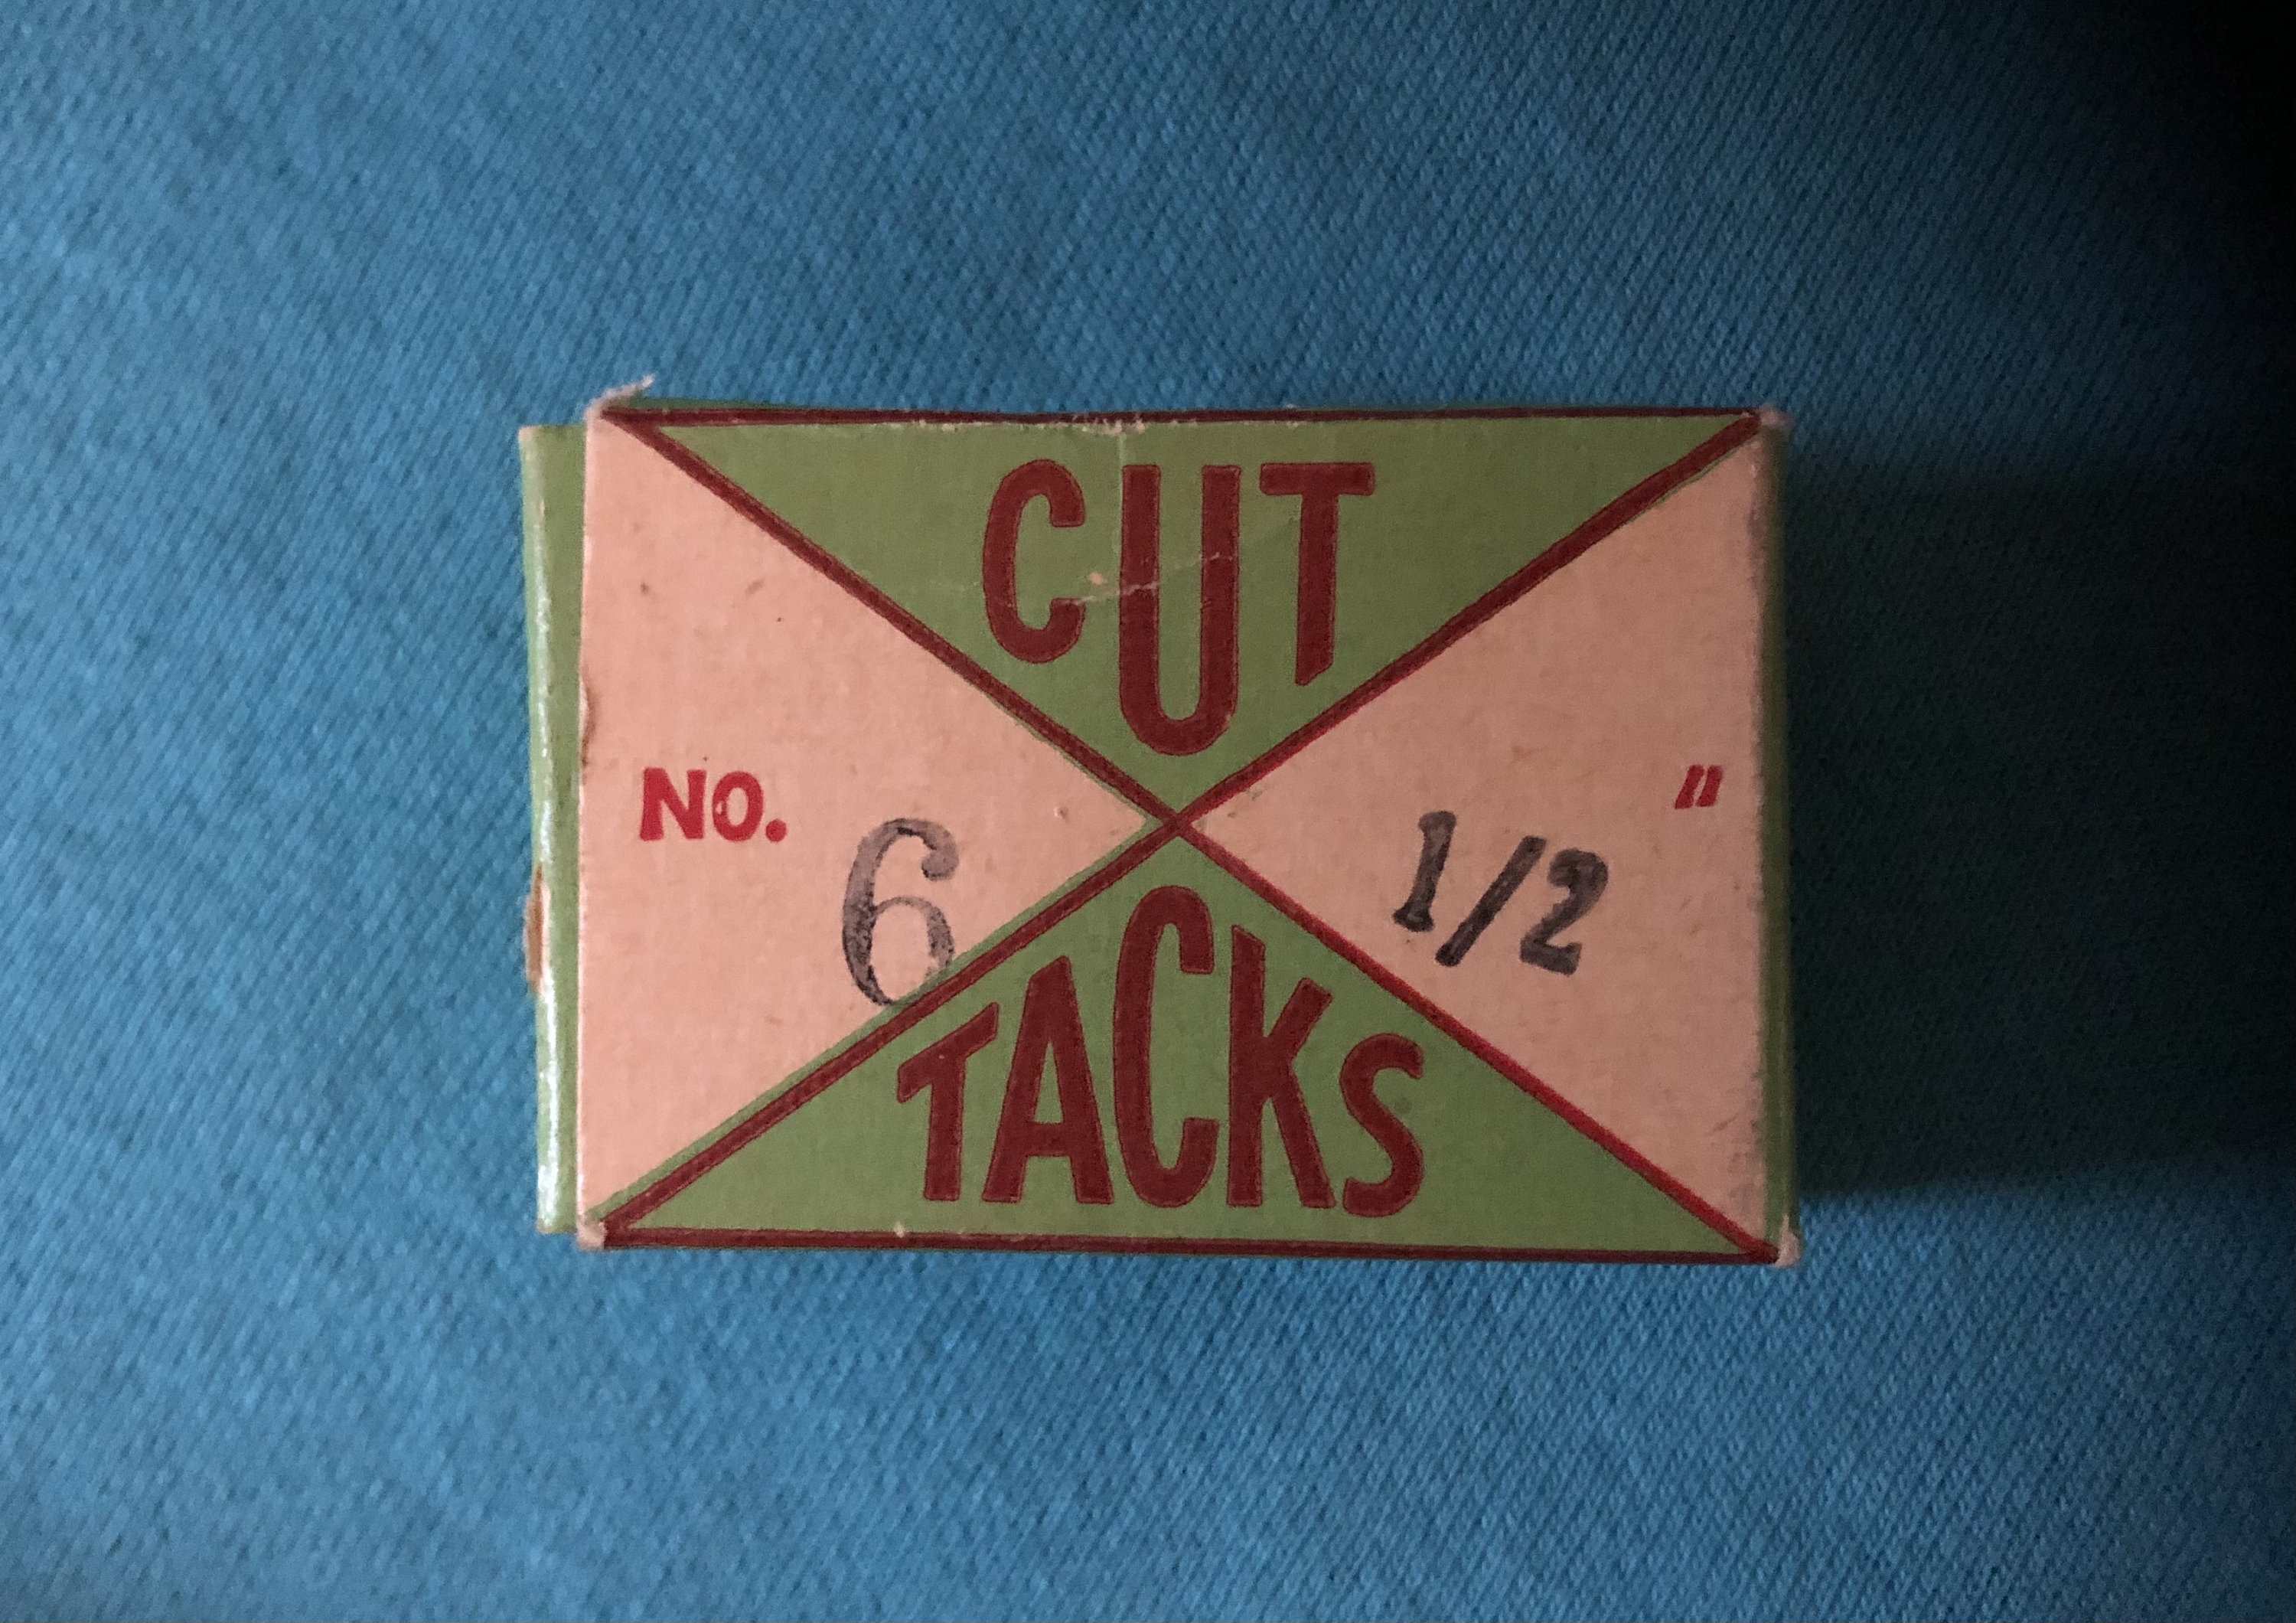 CUT
NO. 6
1/2 "
TACKS